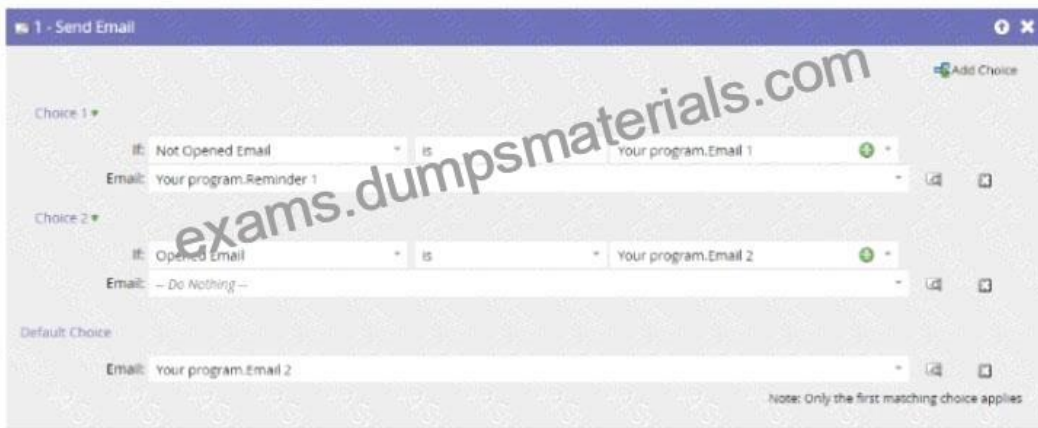 1 - Send Email
Add Choice
Choice 1
If: Not Opened Email is Your program.Email 1
Email: Your program.Reminder 1
Choice 2
If: Opened Email is Your program.Email 2
Email: -- Do Nothing --
Default Choice
Email: Your program.Email 2
Note: Only the first matching choice applies
exams.dumpsmaterials.com